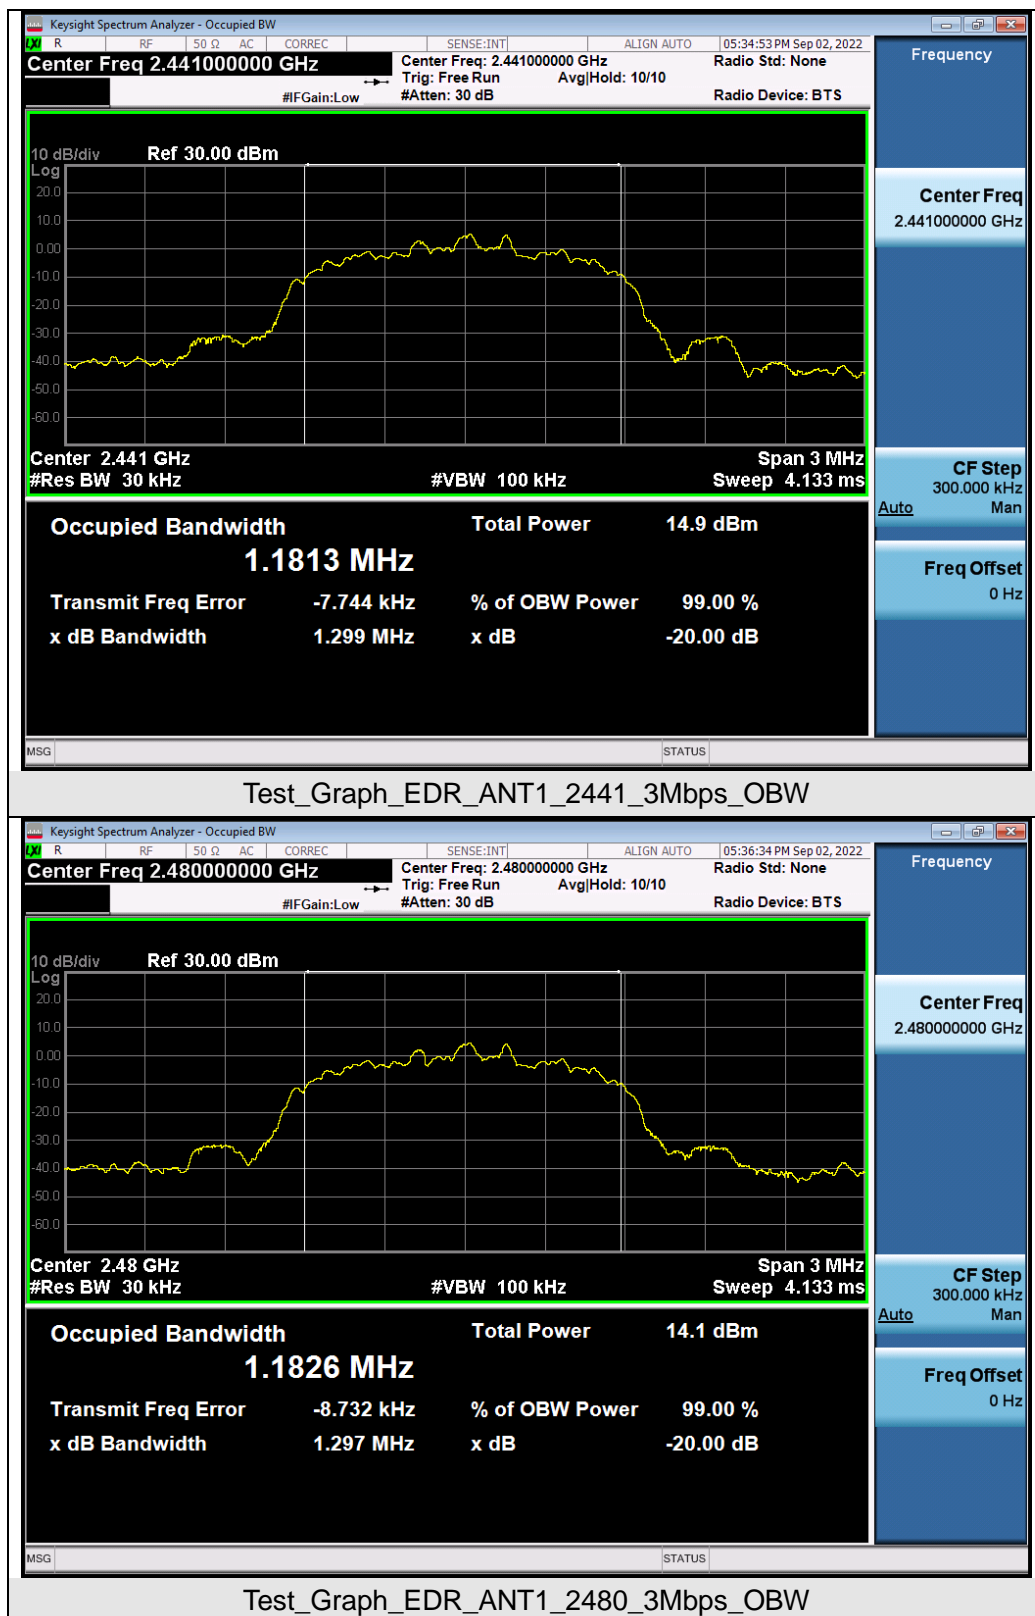 Keysight Spectrum Analyzer - Occupied BW
LXI R RF 50 Ω AC CORREC SENSE:INT ALIGN AUTO 05:34:53 PM Sep 02, 2022
Center Freq 2.441000000 GHz
Center Freq: 2.441000000 GHz Radio Std: None
Trig: Free Run Avg|Hold: 10/10
#IFGain:Low #Atten: 30 dB Radio Device: BTS
Frequency
10 dB/div Ref 30.00 dBm
Log
20.0
10.0
0.00
-10.0
-20.0
-30.0
-40.0
-50.0
-60.0
Center 2.441 GHz Span 3 MHz
#Res BW 30 kHz #VBW 100 kHz Sweep 4.133 ms
Center Freq
2.441000000 GHz
CF Step
300.000 kHz
Auto Man
Freq Offset
0 Hz
Occupied Bandwidth Total Power 14.9 dBm
1.1813 MHz
Transmit Freq Error -7.744 kHz % of OBW Power 99.00 %
x dB Bandwidth 1.299 MHz x dB -20.00 dB
MSG STATUS
Test_Graph_EDR_ANT1_2441_3Mbps_OBW
Keysight Spectrum Analyzer - Occupied BW
LXI R RF 50 Ω AC CORREC SENSE:INT ALIGN AUTO 05:36:34 PM Sep 02, 2022
Center Freq 2.480000000 GHz
Center Freq: 2.480000000 GHz Radio Std: None
Trig: Free Run Avg|Hold: 10/10
#IFGain:Low #Atten: 30 dB Radio Device: BTS
Frequency
10 dB/div Ref 30.00 dBm
Log
20.0
10.0
0.00
-10.0
-20.0
-30.0
-40.0
-50.0
-60.0
Center 2.48 GHz Span 3 MHz
#Res BW 30 kHz #VBW 100 kHz Sweep 4.133 ms
Center Freq
2.480000000 GHz
CF Step
300.000 kHz
Auto Man
Freq Offset
0 Hz
Occupied Bandwidth Total Power 14.1 dBm
1.1826 MHz
Transmit Freq Error -8.732 kHz % of OBW Power 99.00 %
x dB Bandwidth 1.297 MHz x dB -20.00 dB
MSG STATUS
Test_Graph_EDR_ANT1_2480_3Mbps_OBW